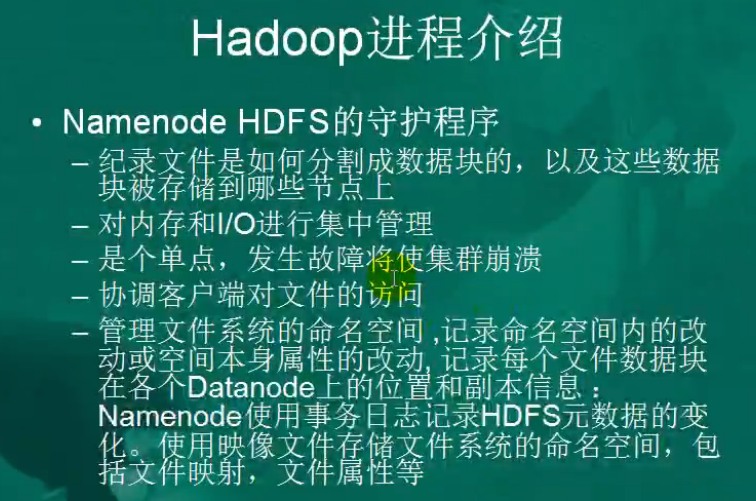 Hadoop进程介绍
• Namenode HDFS的守护程序
– 纪录文件是如何分割成数据块的，以及这些数据
块被存储到哪些节点上
– 对内存和I/O进行集中管理
– 是个单点，发生故障将使集群崩溃
– 协调客户端对文件的访问
– 管理文件系统的命名空间 ,记录命名空间内的改
动或空间本身属性的改动, 记录每个文件数据块
在各个Datanode上的位置和副本信息：
Namenode使用事务日志记录HDFS元数据的变
化。使用映像文件存储文件系统的命名空间，包
括文件映射，文件属性等